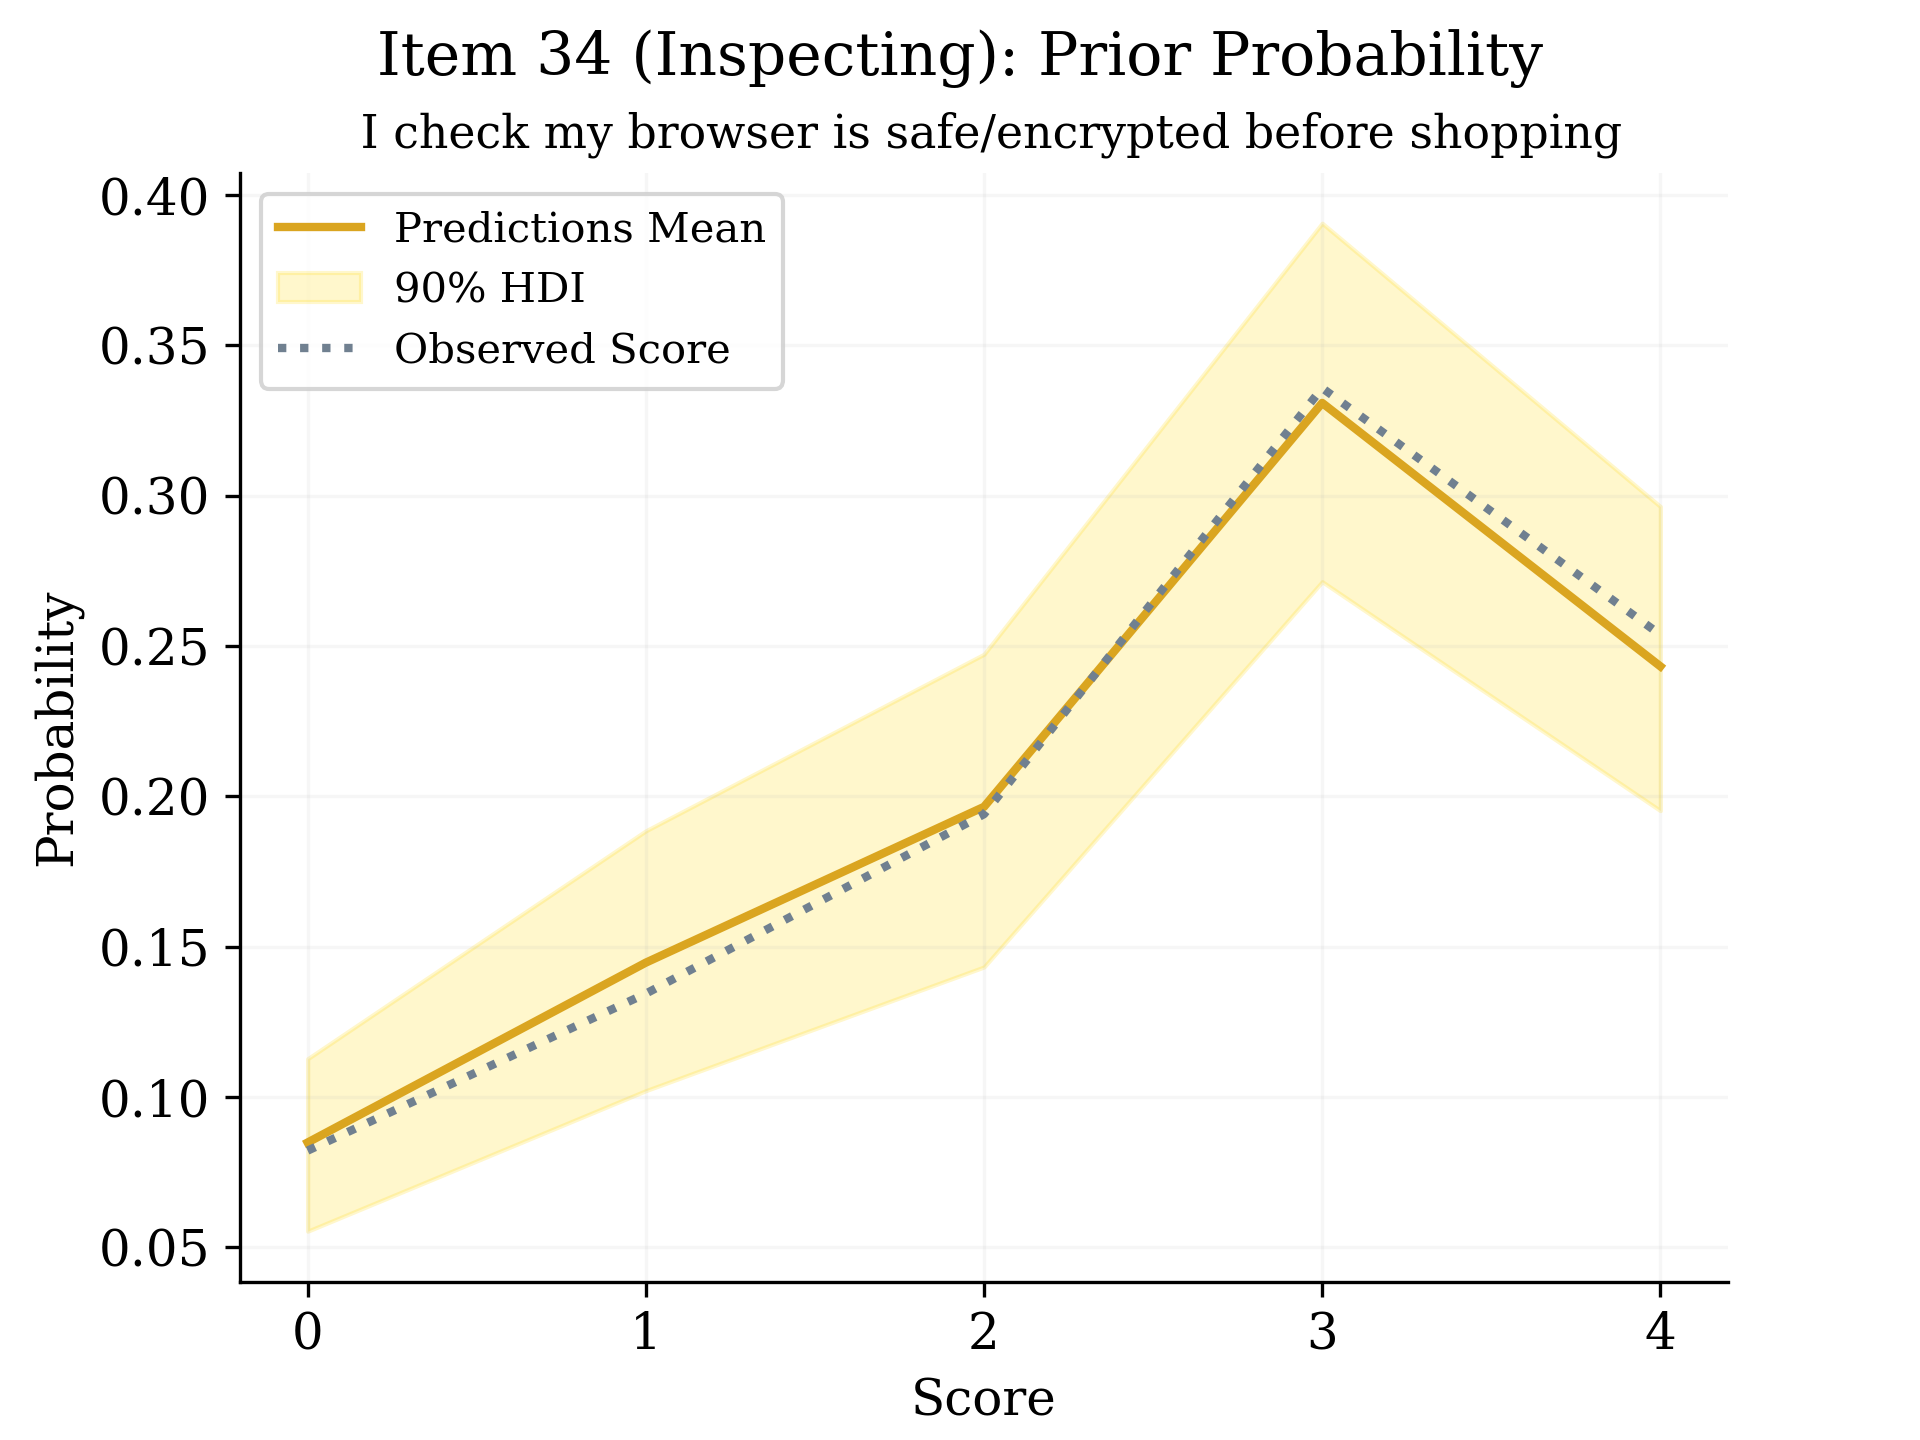 Item 34 (Inspecting): Prior Probability
I check my browser is safe/encrypted before shopping
Predictions Mean
90% HDI
Observed Score
0.40
0.35
0.30
0.25
0.20
0.15
0.10
0.05
Probability
0 1 2 3 4
Score